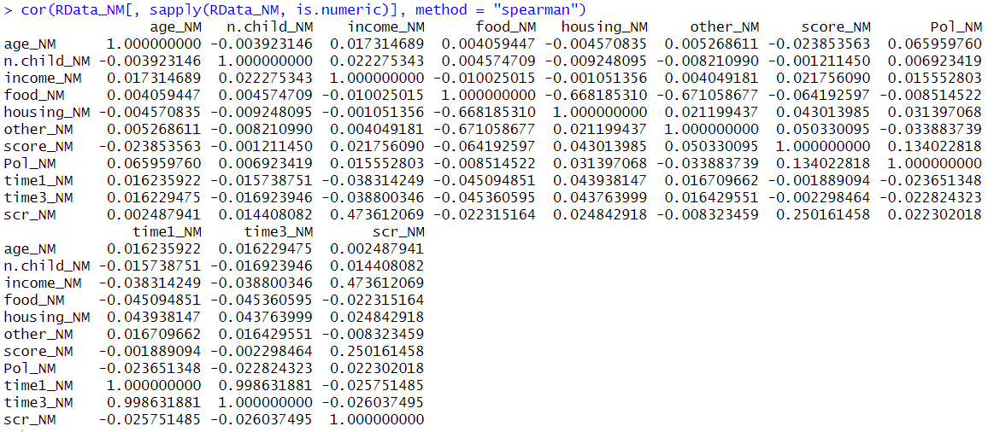 > cor(RData_NM[, sapply(RData_NM, is.numeric)], method = "spearman")
age_NM n.child_NM income_NM food_NM housing_NM other_NM score_NM Pol_NM
age_NM 1.000000000 -0.003923146 0.017314689 0.004059447 -0.004570835 0.005268611 -0.023853563 0.065959760
n.child_NM -0.003923146 1.000000000 0.022275343 0.004574709 -0.009248095 -0.008210990 -0.001211450 0.006923419
income_NM 0.017314689 0.022275343 1.000000000 -0.010025015 -0.001051356 0.004049181 0.021756090 0.015552803
food_NM 0.004059447 0.004574709 -0.010025015 1.000000000 -0.668185310 -0.671058677 -0.064192597 -0.008514522
housing_NM -0.004570835 -0.009248095 -0.001051356 -0.668185310 1.000000000 0.021199437 0.043013985 0.031397068
other_NM 0.005268611 -0.008210990 0.004049181 -0.671058677 0.021199437 1.000000000 0.050330095 -0.033883739
score_NM -0.023853563 -0.001211450 0.021756090 -0.064192597 0.043013985 0.050330095 1.000000000 0.134022818
Pol_NM 0.065959760 0.006923419 0.015552803 -0.008514522 0.031397068 -0.033883739 0.134022818 1.000000000
time1_NM 0.016235922 -0.015738751 -0.038314249 -0.045094851 0.043938147 0.016709662 -0.001889094 -0.023651348
time3_NM 0.016229475 -0.016923946 -0.038800346 -0.045360595 0.043763999 0.016429551 -0.002298464 -0.022824323
scr_NM 0.002487941 0.014408082 0.473612069 -0.022315164 0.024842918 -0.008323459 0.250161458 0.022302018
time1_NM time3_NM scr_NM
age_NM 0.016235922 0.016229475 0.002487941
n.child_NM -0.015738751 -0.016923946 0.014408082
income_NM -0.038314249 -0.038800346 0.473612069
food_NM -0.045094851 -0.045360595 -0.022315164
housing_NM 0.043938147 0.043763999 0.024842918
other_NM 0.016709662 0.016429551 -0.008323459
score_NM -0.001889094 -0.002298464 0.250161458
Pol_NM -0.023651348 -0.022824323 0.022302018
time1_NM 1.000000000 0.998631881 -0.025751485
time3_NM 0.998631881 1.000000000 -0.026037495
scr_NM -0.025751485 -0.026037495 1.000000000